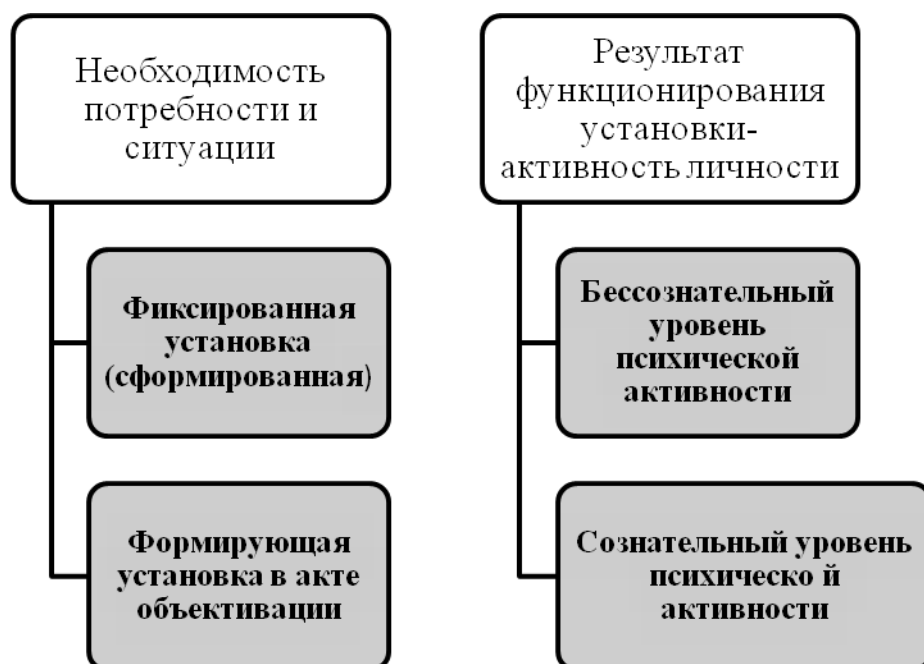 Необходимость
потребности и
ситуации
Фиксированная
установка
(сформированная)
Формирующая
установка в акте
объективации
Результат
функционирования
установки-
активность личности
Бессознательный
уровень
психической
активности
Сознательный уровень
психическо й
активности